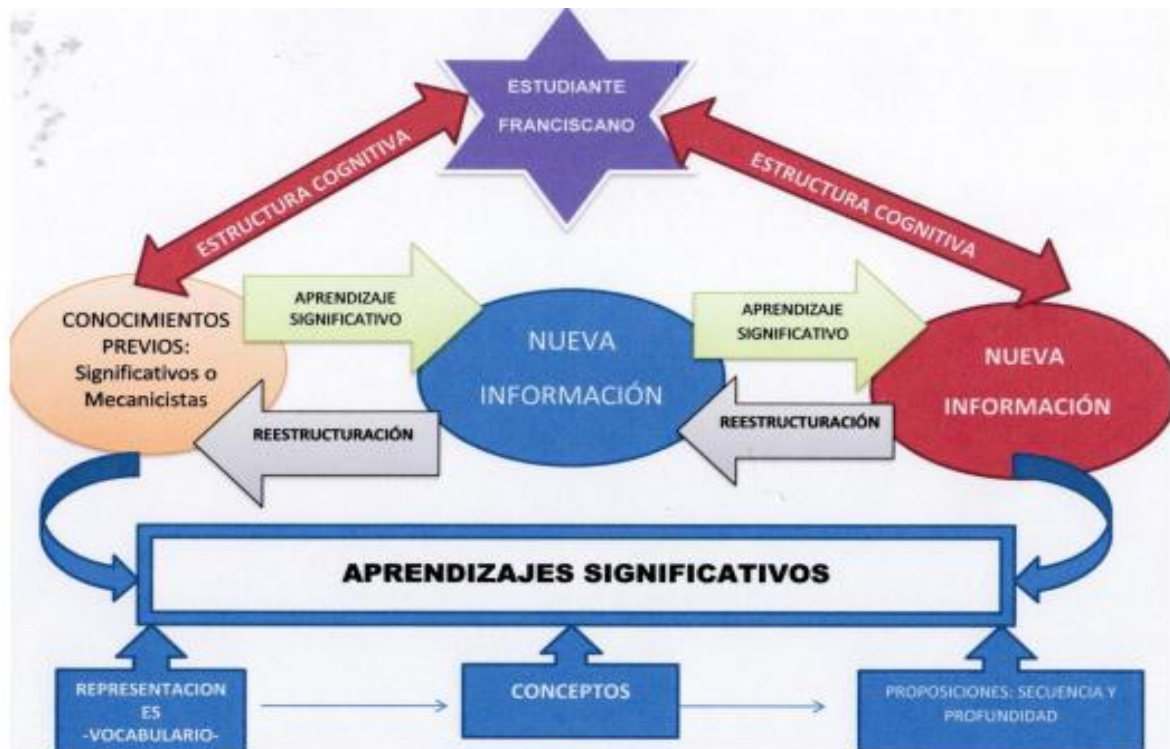 ESTUDIANTE
FRANCISCANO
ESTRUCTURA COGNITIVA
ESTRUCTURA COGNITIVA
CONOCIMIENTOS
PREVIOS:
Significativos o
Mecanicistas
APRENDIZAJE
SIGNIFICATIVO
NUEVA
INFORMACIÓN
APRENDIZAJE
SIGNIFICATIVO
NUEVA
INFORMACIÓN
REESTRUCTURACIÓN
REESTRUCTURACIÓN
APRENDIZAJES SIGNIFICATIVOS
REPRESENTACION
ES
-VOCABULARIO-
CONCEPTOS
PROPOSICIONES: SECUENCIA Y
PROFUNDIDAD